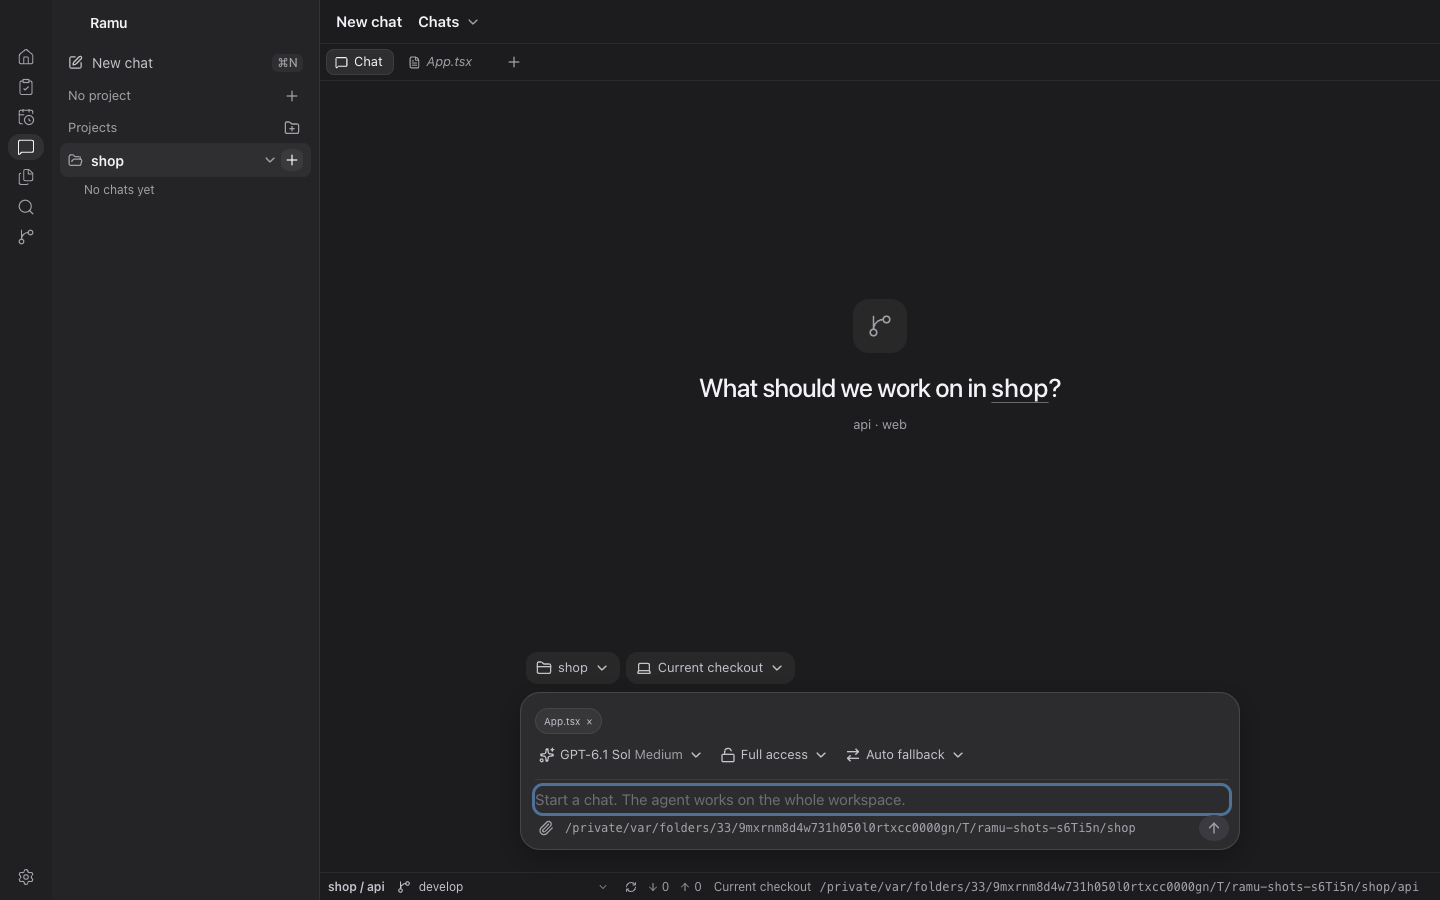 Ramu
New chat ⌘N
No project
Projects
shop
No chats yet
New chat Chats
Chat App.tsx
What should we work on in shop?
api · web
shop Current checkout
App.tsx ×
GPT-6.1 Sol Medium Full access Auto fallback
Start a chat. The agent works on the whole workspace.
/private/var/folders/33/9mxrnm8d4w731h050l0rtxcc0000gn/T/ramu-shots-s6Ti5n/shop
shop / api develop ↓ 0 ↑ 0 Current checkout /private/var/folders/33/9mxrnm8d4w731h050l0rtxcc0000gn/T/ramu-shots-s6Ti5n/shop/api